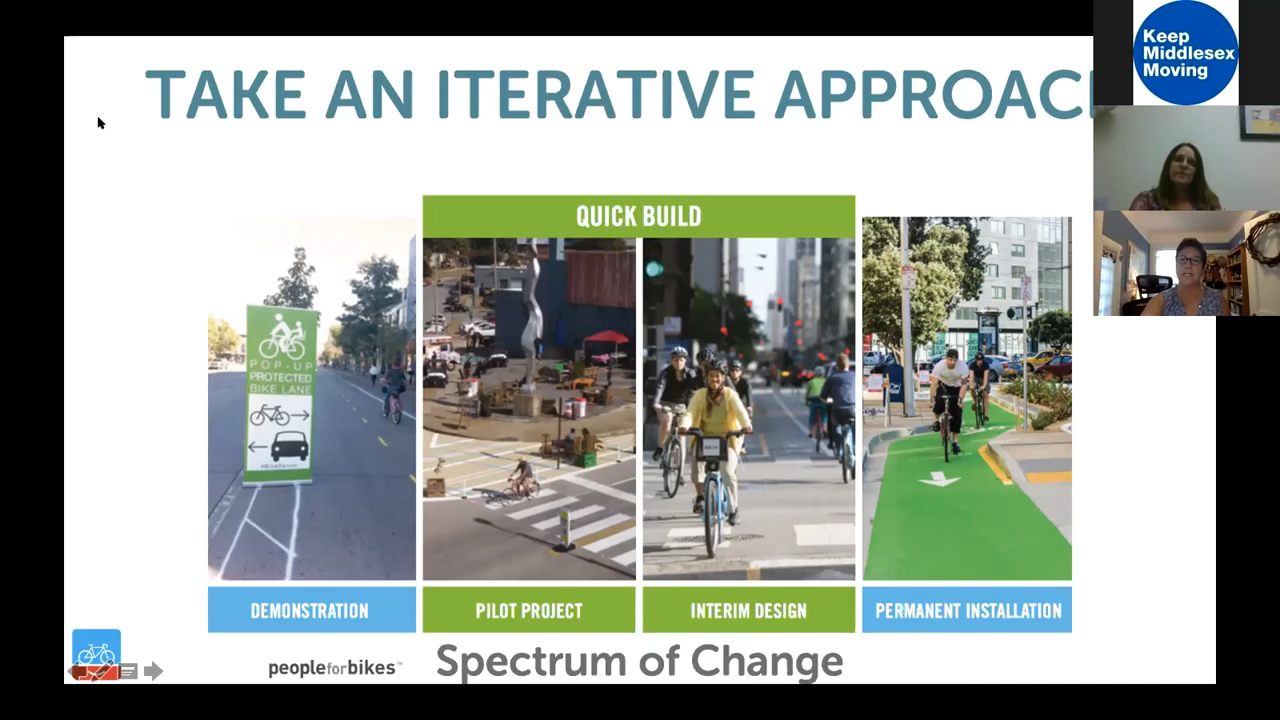 TAKE AN ITERATIVE APPROAC
Keep
Middlesex
Moving
QUICK BUILD
POP-UP
PROTECTED
BIKE LANE
DEMONSTRATION
PILOT PROJECT
INTERIM DESIGN
PERMANENT INSTALLATION
peopleforbikes™
Spectrum of Change